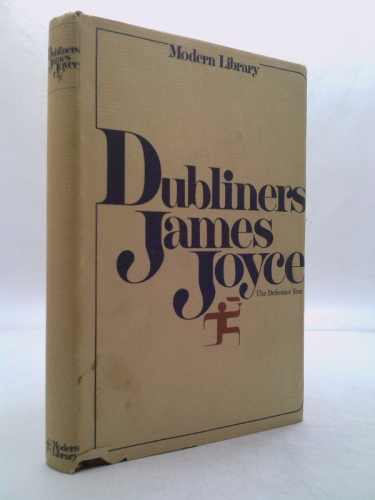 Dubliners
James
Joyce
Modern
Library
Modern Library
Dubliners
James
Joyce
The Definitive Text